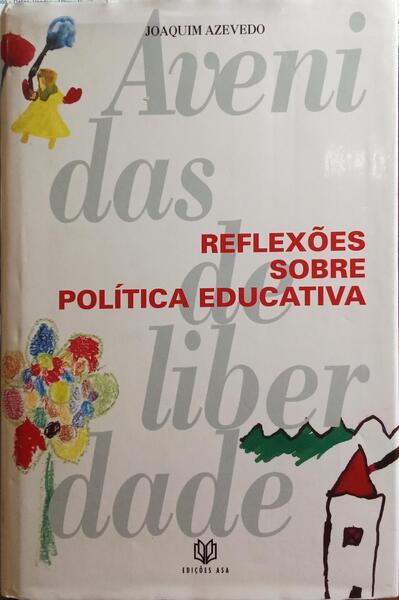 JOAQUIM AZEVEDO
Aveni
das
REFLEXÕES
SOBRE
de
POLÍTICA EDUCATIVA
liber
dade
EDIÇÕES ASA